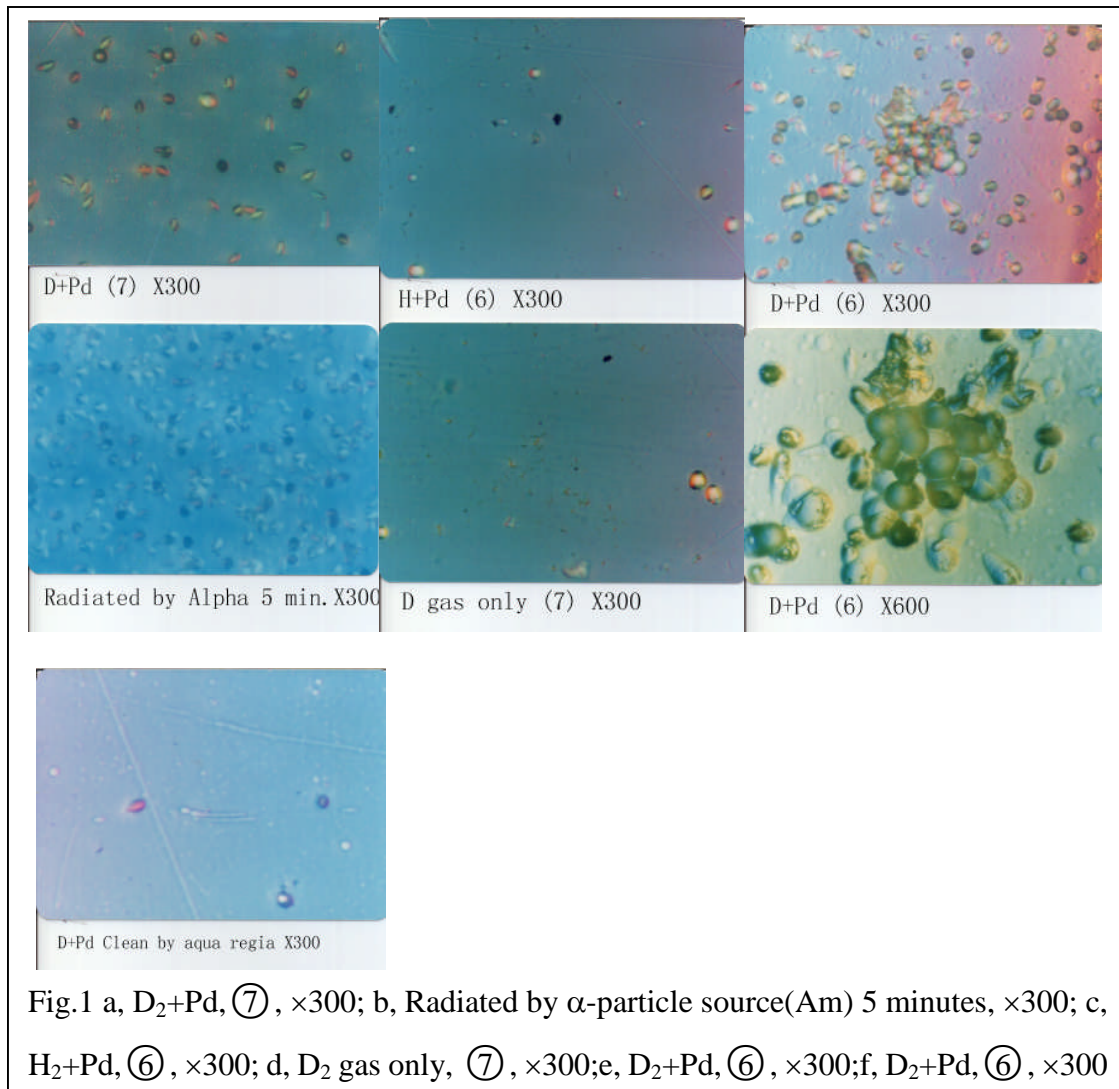 D+Pd (7) X300
H+Pd (6) X300
D+Pd (6) X300
Radiated by Alpha 5 min.X300
D gas only (7) X300
D+Pd (6) X600
D+Pd Clean by aqua regia X300
Fig.1 a, D₂+Pd, ⑦, ×300; b, Radiated by α-particle source(Am) 5 minutes, ×300; c,
H₂+Pd, ⑥, ×300; d, D₂ gas only, ⑦, ×300;e, D₂+Pd, ⑥, ×300;f, D₂+Pd, ⑥, ×300